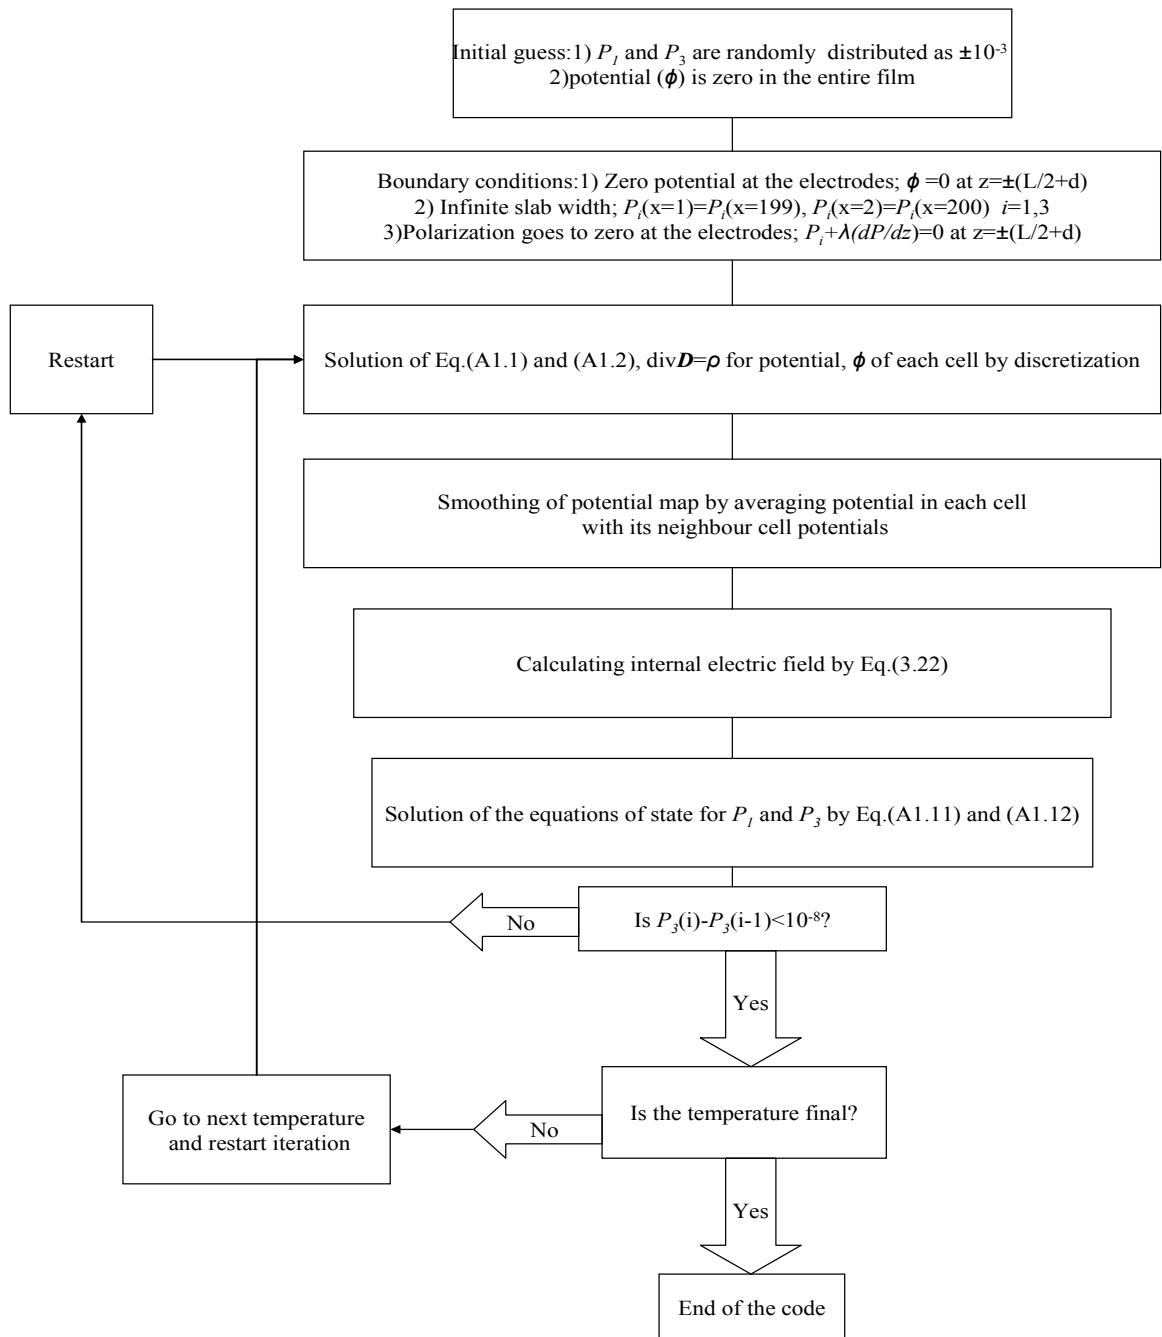 Initial guess:1) P1 and P3 are randomly distributed as ±10-3
2)potential (ϕ) is zero in the entire film
Boundary conditions:1) Zero potential at the electrodes; ϕ =0 at z=±(L/2+d)
2) Infinite slab width; Pi(x=1)=Pi(x=199), Pi(x=2)=Pi(x=200) i=1,3
3)Polarization goes to zero at the electrodes; Pi+λ(dP/dz)=0 at z=±(L/2+d)
Restart
Solution of Eq.(A1.1) and (A1.2), divD=ρ for potential, ϕ of each cell by discretization
Smoothing of potential map by averaging potential in each cell
with its neighbour cell potentials
Calculating internal electric field by Eq.(3.22)
Solution of the equations of state for P1 and P3 by Eq.(A1.11) and (A1.12)
No
Is P3(i)-P3(i-1)<10-8?
Yes
Go to next temperature
and restart iteration
No
Is the temperature final?
Yes
End of the code